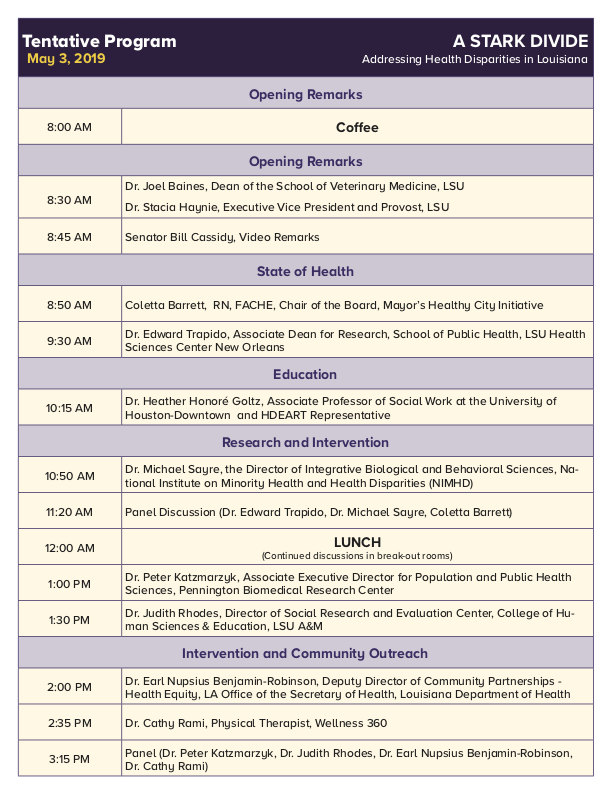 Tentative Program
May 3, 2019
A STARK DIVIDE
Addressing Health Disparities in Louisiana
Opening Remarks
8:00 AM
Coffee
Opening Remarks
8:30 AM
Dr. Joel Baines, Dean of the School of Veterinary Medicine, LSU
Dr. Stacia Haynie, Executive Vice President and Provost, LSU
8:45 AM
Senator Bill Cassidy, Video Remarks
State of Health
8:50 AM
Coletta Barrett, RN, FACHE, Chair of the Board, Mayor's Healthy City Initiative
9:30 AM
Dr. Edward Trapido, Associate Dean for Research, School of Public Health, LSU Health
Sciences Center New Orleans
Education
10:15 AM
Dr. Heather Honoré Goltz, Associate Professor of Social Work at the University of
Houston-Downtown and HDEART Representative
Research and Intervention
10:50 AM
Dr. Michael Sayre, the Director of Integrative Biological and Behavioral Sciences, Na-
tional Institute on Minority Health and Health Disparities (NIMHD)
11:20 AM
Panel Discussion (Dr. Edward Trapido, Dr. Michael Sayre, Coletta Barrett)
12:00 AM
LUNCH
(Continued discussions in break-out rooms)
1:00 PM
Dr. Peter Katzmarzyk, Associate Executive Director for Population and Public Health
Sciences, Pennington Biomedical Research Center
1:30 PM
Dr. Judith Rhodes, Director of Social Research and Evaluation Center, College of Hu-
man Sciences & Education, LSU A&M
Intervention and Community Outreach
2:00 PM
Dr. Earl Nupsius Benjamin-Robinson, Deputy Director of Community Partnerships -
Health Equity, LA Office of the Secretary of Health, Louisiana Department of Health
2:35 PM
Dr. Cathy Rami, Physical Therapist, Wellness 360
3:15 PM
Panel (Dr. Peter Katzmarzyk, Dr. Judith Rhodes, Dr. Earl Nupsius Benjamin-Robinson,
Dr. Cathy Rami)